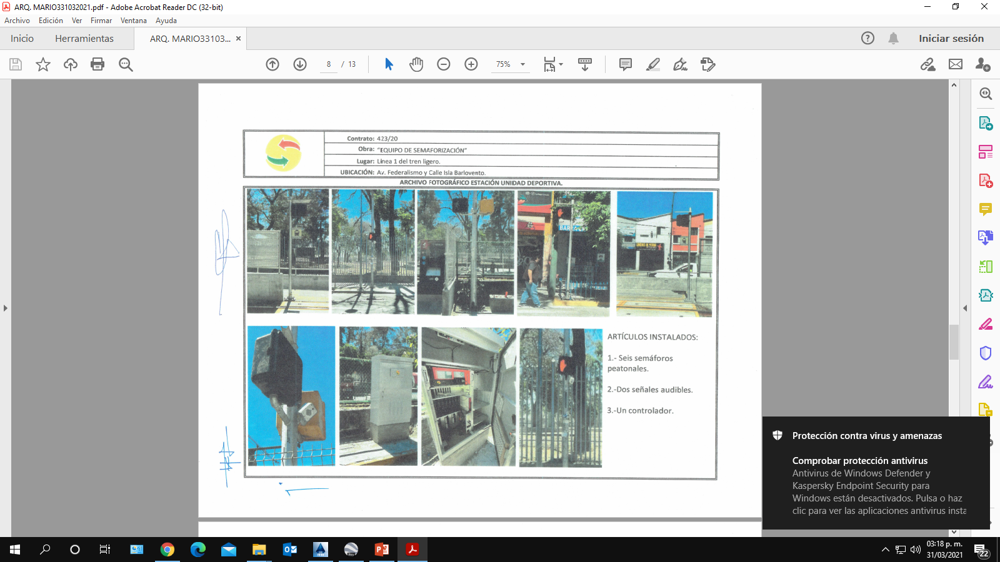 ARQ. MARIO331032021.pdf - Adobe Acrobat Reader DC (32-bit)
Archivo Edición Ver Firmar Ventana Ayuda
Inicio Herramientas ARQ. MARIO33103... × Iniciar sesión
8 / 13 75%
Contrato: 423/20
Obra: "EQUIPO DE SEMAFORIZACIÓN"
Lugar: Línea 1 del tren ligero.
UBICACIÓN: Av. Federalismo y Calle Isla Barlovento.
ARCHIVO FOTOGRÁFICO ESTACIÓN UNIDAD DEPORTIVA.
ARTÍCULOS INSTALADOS:
1.- Seis semáforos
peatonales.
2.-Dos señales audibles.
3.-Un controlador.
Protección contra virus y amenazas
Comprobar protección antivirus
Antivirus de Windows Defender y
Kaspersky Endpoint Security para
Windows están desactivados. Pulsa o haz
clic para ver las aplicaciones antivirus insta
03:18 p. m.
31/03/2021
22